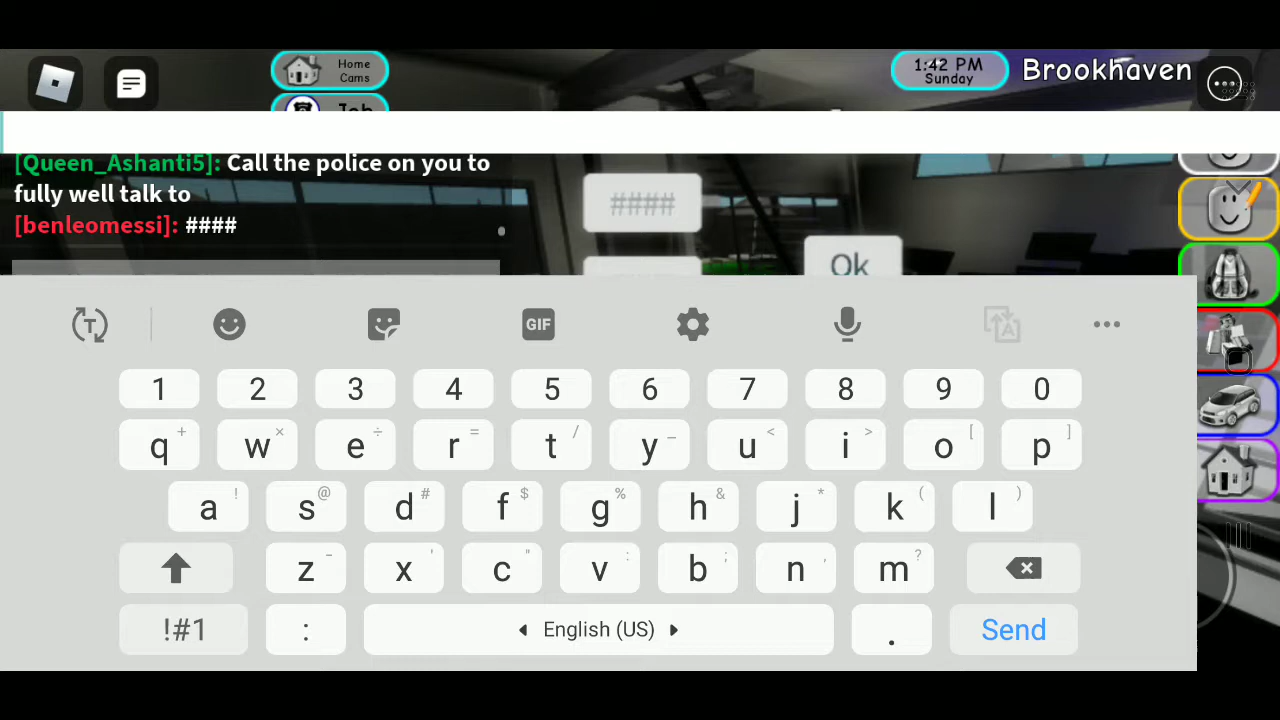 Home
Cams
Job
1:42 PM
Sunday
Brookhaven
[Queen_Ashanti5]: Call the police on you to
fully well talk to
[benleomessi]: ####
####
Ok
T
GIF
A
1 2 3 4 5 6 7 8 9 0
q + w × e ÷ r = t / y _ u < i > o [ p ]
a ! s @ d # f $ g % h & j * k ( l )
z - x ' c " v : b ; n , m ?
!#1 : English (US) . Send